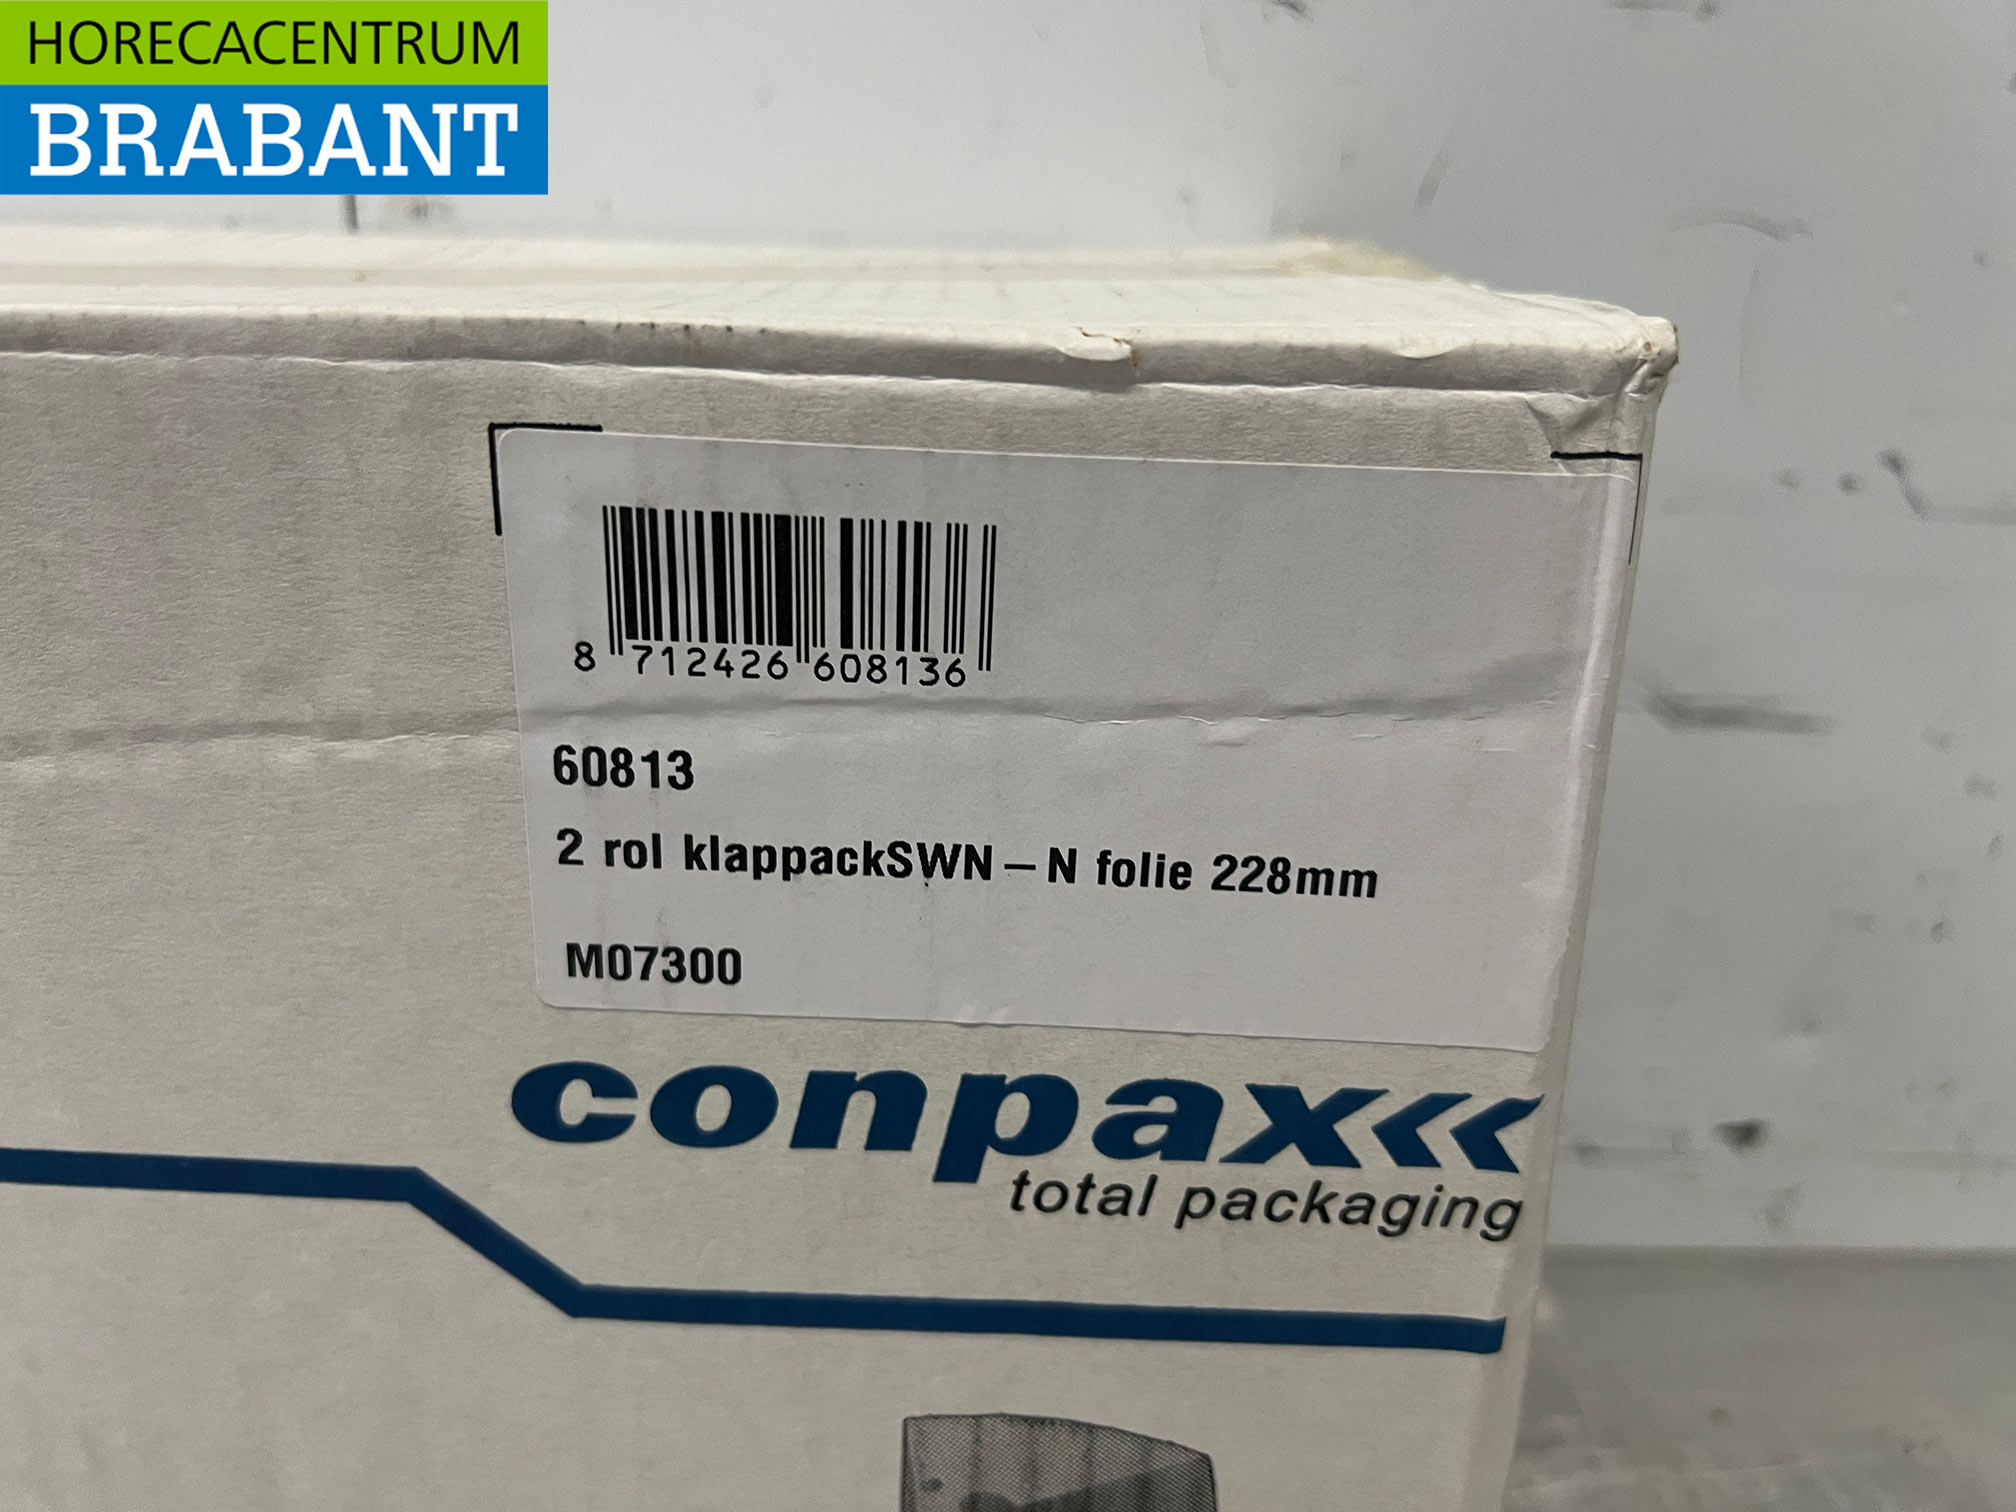 HORECACENTRUM
BRABANT
8 712426 608136
60813
2 rol klappackSWN-N folie 228mm
M07300
conpax
total packaging